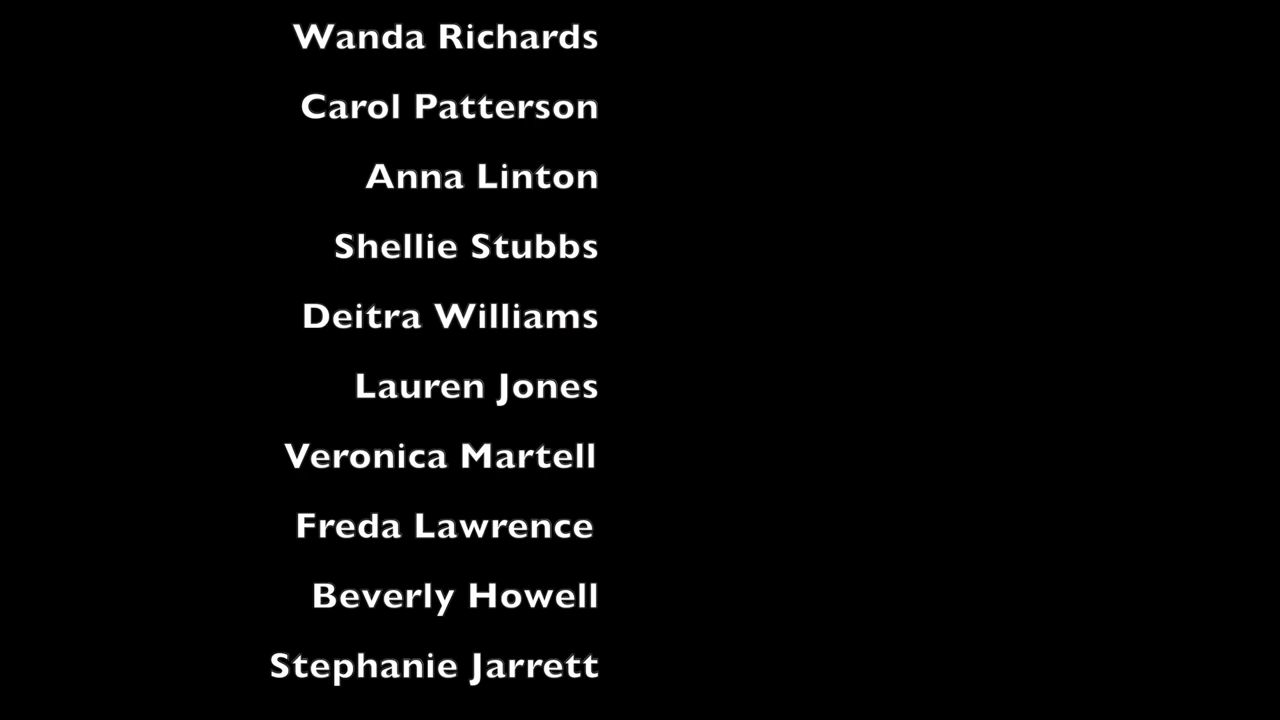 Wanda Richards
Carol Patterson
Anna Linton
Shellie Stubbs
Deitra Williams
Lauren Jones
Veronica Martell
Freda Lawrence
Beverly Howell
Stephanie Jarrett